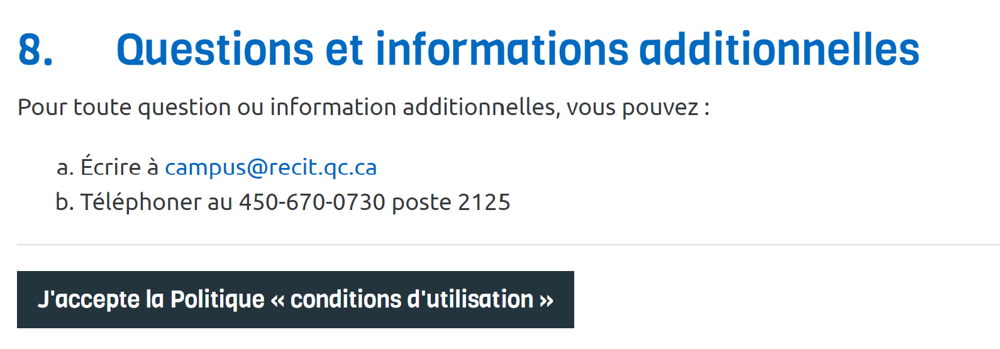 8. Questions et informations additionnelles
Pour toute question ou information additionnelles, vous pouvez :
a. Écrire à campus@recit.qc.ca
b. Téléphoner au 450-670-0730 poste 2125
J'accepte la Politique « conditions d'utilisation »